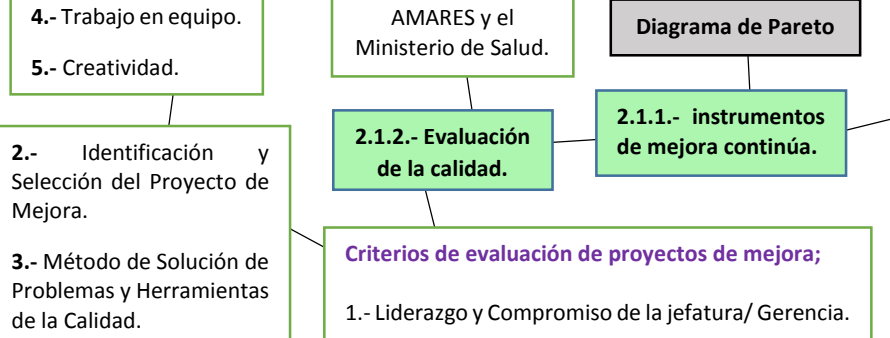 4.- Trabajo en equipo.
5.- Creatividad.
AMARES y el
Ministerio de Salud.
Diagrama de Pareto
2.1.2.- Evaluación
de la calidad.
2.1.1.- instrumentos
de mejora continúa.
2.- Identificación y
Selección del Proyecto de
Mejora.
3.- Método de Solución de
Problemas y Herramientas
de la Calidad.
Criterios de evaluación de proyectos de mejora;
1.- Liderazgo y Compromiso de la jefatura/ Gerencia.